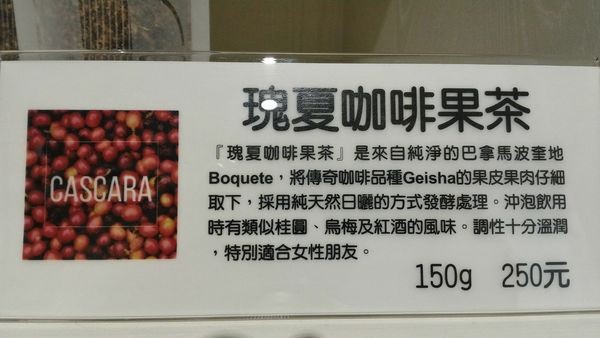 瑰夏咖啡果茶
CASCARA
『瑰夏咖啡果茶』是來自純淨的巴拿馬波奎地
Boquete，將傳奇咖啡品種Geisha的果皮果肉仔細
取下，採用純天然日曬的方式發酵處理。沖泡飲用
時有類似桂圓、烏梅及紅酒的風味。調性十分溫潤
，特別適合女性朋友。
150g 250元